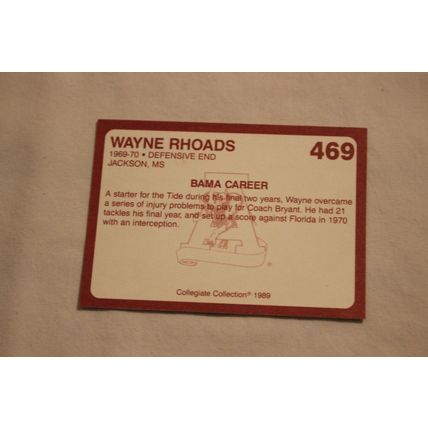 WAYNE RHOADS
469
1969-70 • DEFENSIVE END
JACKSON, MS
BAMA CAREER
A starter for the Tide during his final two years, Wayne overcame
a series of injury problems to play for Coach Bryant. He had 21
tackles his final year, and set up a score against Florida in 1970
with an interception.
®
Collegiate Collection® 1989